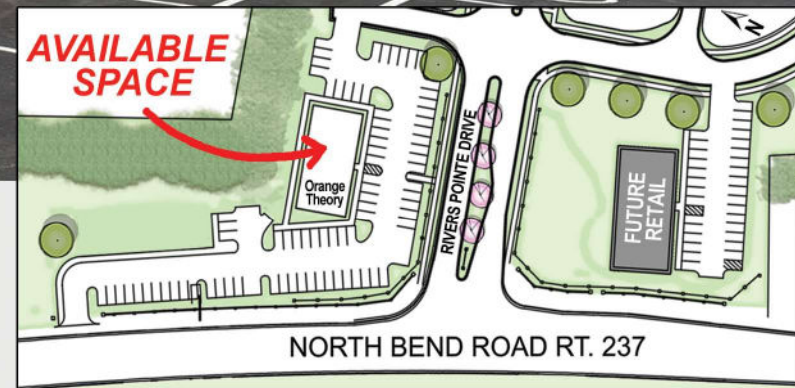 AVAILABLE
SPACE
N
Orange
Theory
RIVERS POINTE DRIVE
FUTURE
RETAIL
NORTH BEND ROAD RT. 237